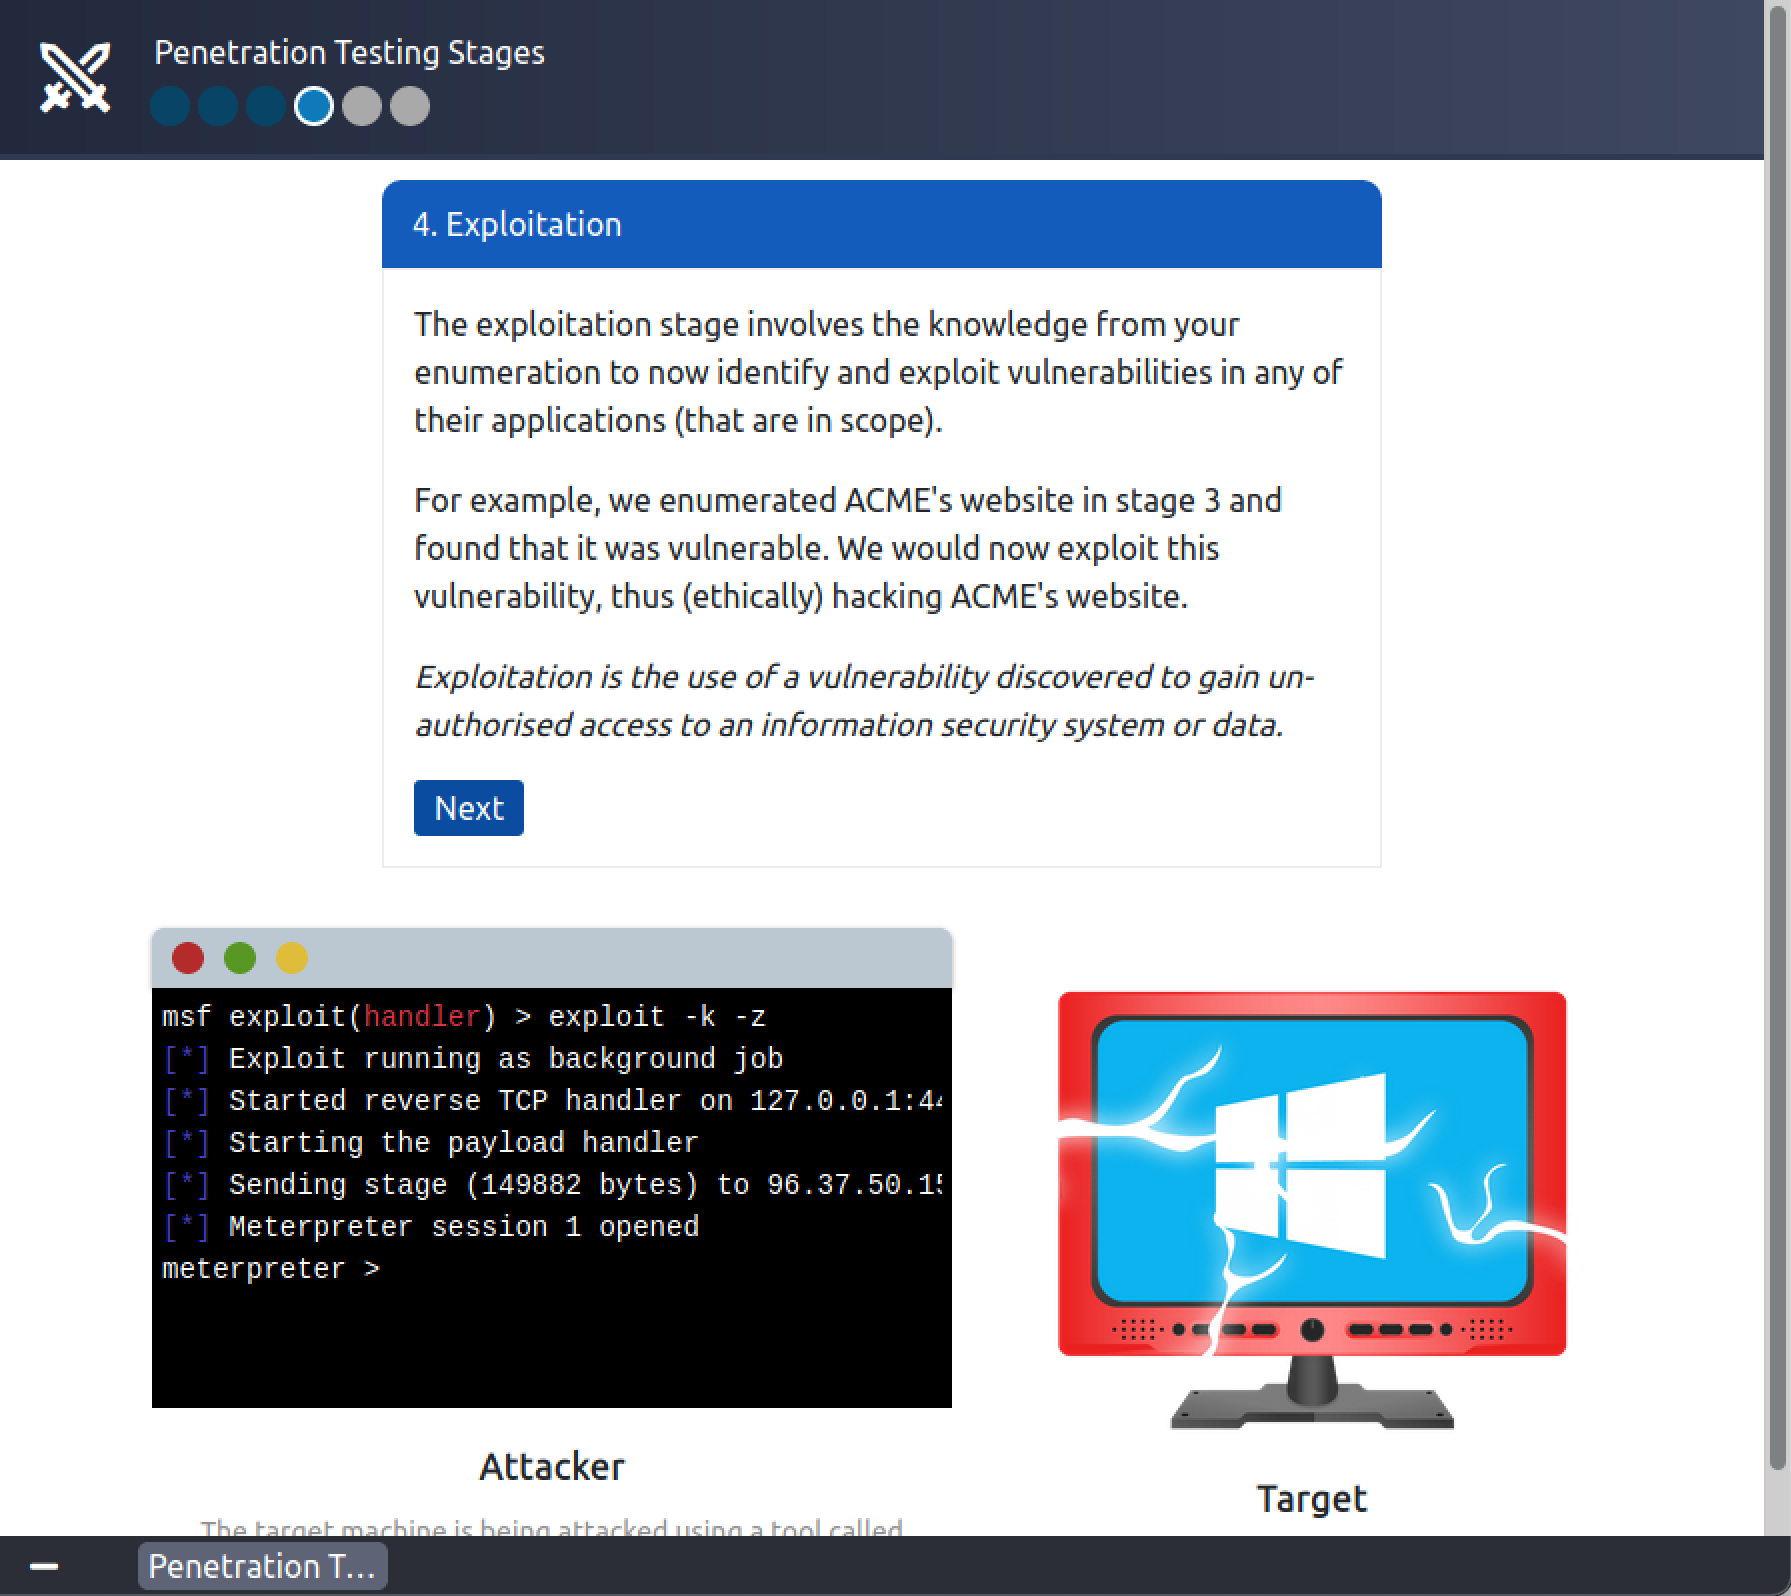 Penetration Testing Stages
4. Exploitation
The exploitation stage involves the knowledge from your
enumeration to now identify and exploit vulnerabilities in any of
their applications (that are in scope).
For example, we enumerated ACME's website in stage 3 and
found that it was vulnerable. We would now exploit this
vulnerability, thus (ethically) hacking ACME's website.
Exploitation is the use of a vulnerability discovered to gain un-
authorised access to an information security system or data.
Next
msf exploit(handler) > exploit -k -z
[*] Exploit running as background job
[*] Started reverse TCP handler on 127.0.0.1:44
[*] Starting the payload handler
[*] Sending stage (149882 bytes) to 96.37.50.15
[*] Meterpreter session 1 opened
meterpreter >
Attacker
Target
The target machine is being attacked using a tool called
Penetration T...